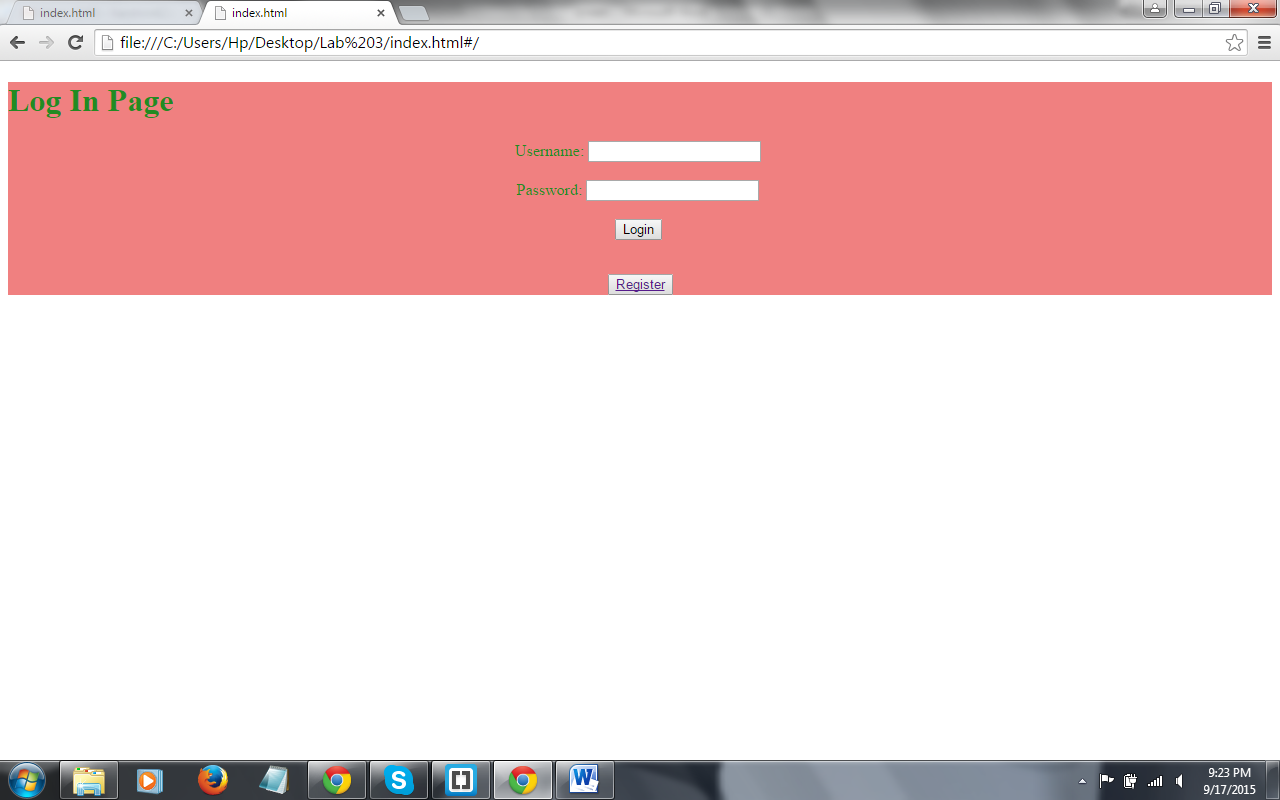 index.html
index.html
file:///C:/Users/Hp/Desktop/Lab%203/index.html#/
Log In Page
Username:
Password:
Login
Register
9:23 PM
9/17/2015